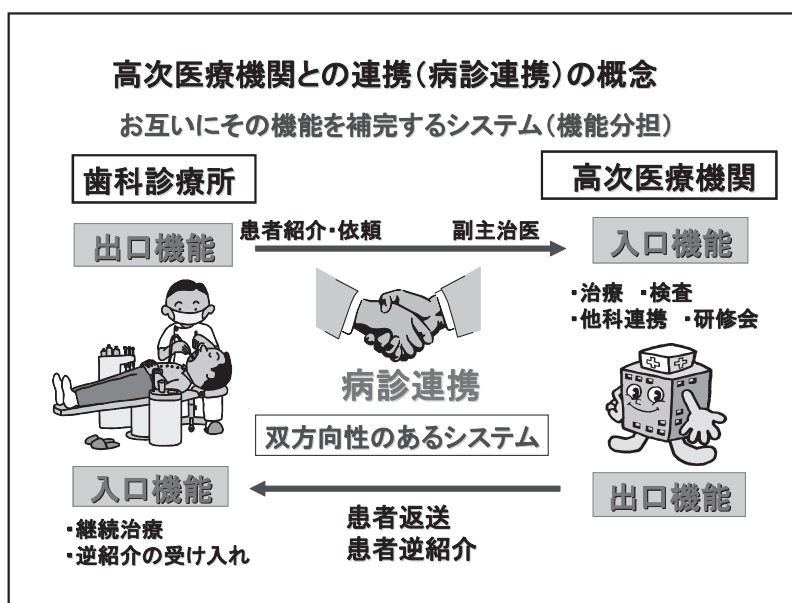 高次医療機関との連携(病診連携)の概念
お互いにその機能を補完するシステム(機能分担)
歯科診療所
高次医療機関
出口機能
患者紹介・依頼
副主治医
入口機能
・治療 ・検査
・他科連携 ・研修会
病診連携
双方向性のあるシステム
入口機能
・継続治療
・逆紹介の受け入れ
患者返送
患者逆紹介
出口機能